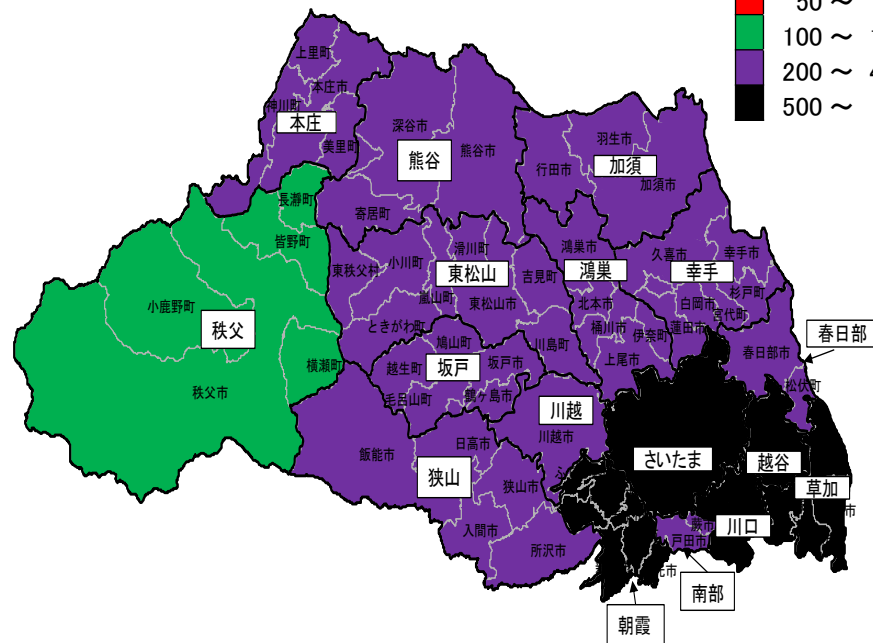 50 ～
100 ～ 1
200 ～ 4
500 ～
上里町
本庄市
神川町
本庄
美里町
深谷市
熊谷
熊谷市
寄居町
羽生市
行田市
加須
加須市
長瀞町
皆野町
小鹿野町
秩父
横瀬町
秩父市
東秩父村
小川町
滑川町
嵐山町
東松山
東松山市
吉見町
ときがわ町
川島町
鴻巣市
鴻巣
北本市
桶川市
伊奈町
上尾市
久喜市
幸手市
幸手
杉戸町
白岡市
宮代町
蓮田市
春日部市
春日部
松伏町
鳩山町
越生町
坂戸
坂戸市
毛呂山町
鶴ヶ島市
川越
川越市
ふ
飯能市
日高市
狭山
狭山市
入間市
所沢市
さいたま
越谷
草加
市
川口
蕨市
戸田市
市
南部
朝霞